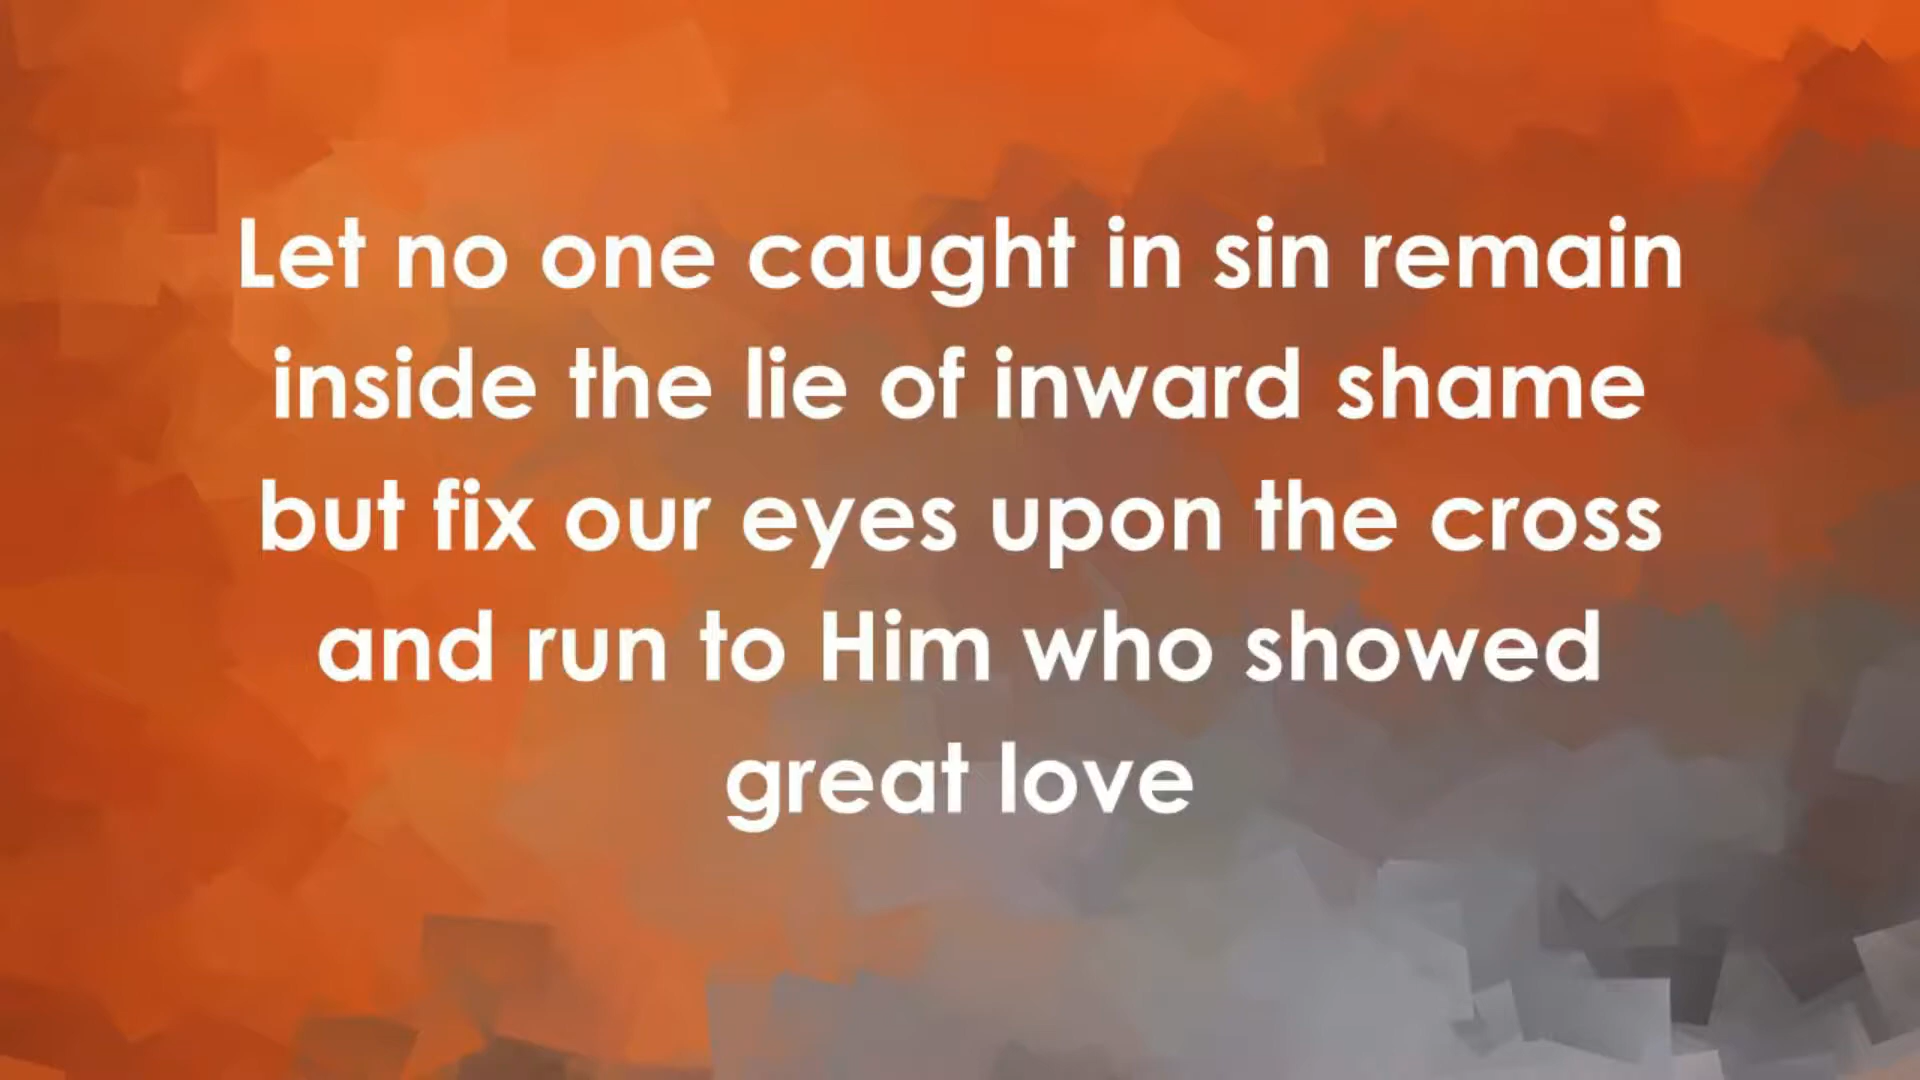 Let no one caught in sin remain
inside the lie of inward shame
but fix our eyes upon the cross
and run to Him who showed
great love